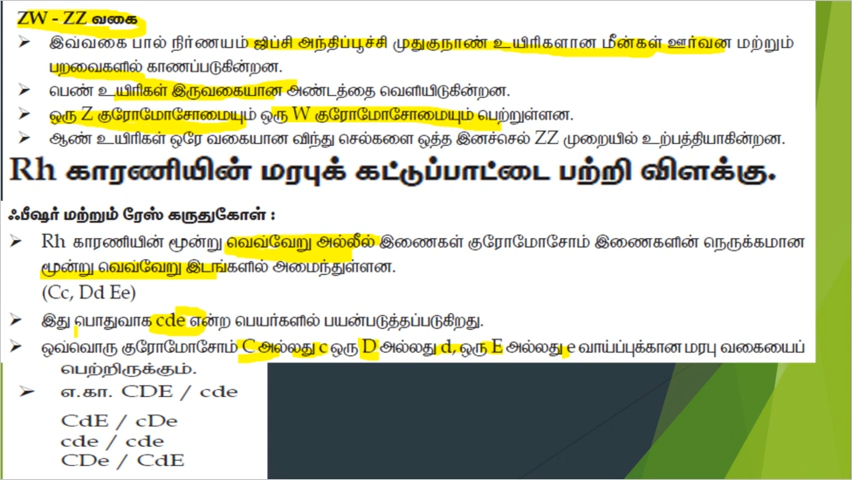 ZW - ZZ வகை
➤ இவ்வகை பால் நிர்ணயம் ஜிப்சி அந்திப்பூச்சி முதுகுநாண் உயிரிகளான மீன்கள் ஊர்வன மற்றும்
பறவைகளில் காணப்படுகின்றன.
➤ பெண் உயிரிகள் இருவகையான அண்டத்தை வெளியிடுகின்றன.
➤ ஒரு Z குரோமோசோமையும் ஒரு W குரோமோசோமையும் பெற்றுள்ளன.
➤ ஆண் உயிரிகள் ஒரே வகையான விந்து செல்களை ஒத்த இனச்செல் ZZ முறையில் உற்பத்தியாகின்றன.
Rh காரணியின் மரபுக் கட்டுப்பாட்டை பற்றி விளக்கு.
ஃபீஷர் மற்றும் ரேஸ் கருதுகோள் :
➤ Rh காரணியின் மூன்று வெவ்வேறு அல்லீல் இணைகள் குரோமோசோம் இணைகளின் நெருக்கமான
மூன்று வெவ்வேறு இடங்களில் அமைந்துள்ளன.
(Cc, Dd Ee)
➤ இது பொதுவாக cde என்ற பெயர்களில் பயன்படுத்தப்படுகிறது.
➤ ஒவ்வொரு குரோமோசோம் C அல்லது c ஒரு D அல்லது d, ஒரு E அல்லது e வாய்ப்புக்கான மரபு வகையைப்
பெற்றிருக்கும்.
➤ எ.கா. CDE / cde
CdE / cDe
cde / cde
CDe / CdE